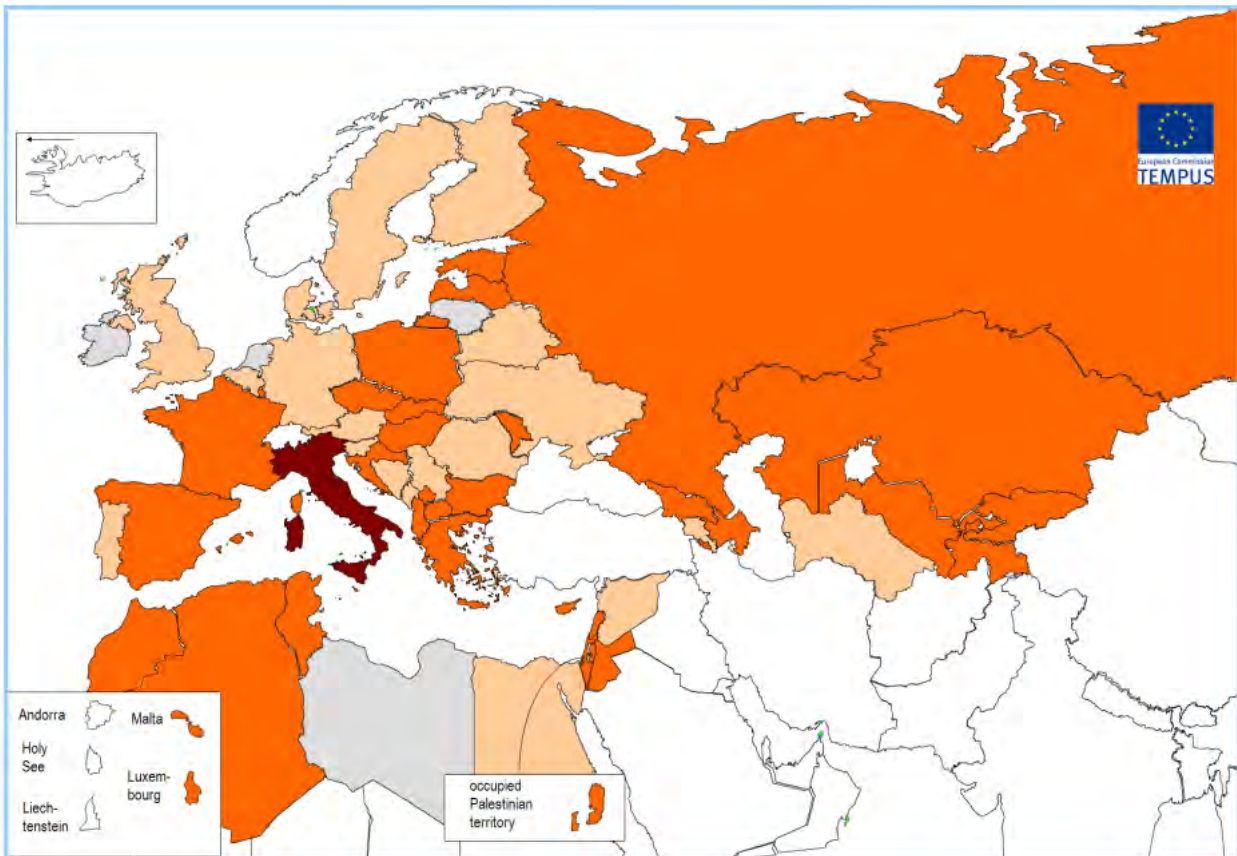 European Commission
TEMPUS
Andorra
Malta
Holy
See
Luxem-
bourg
Liech-
tenstein
occupied
Palestinian
territory